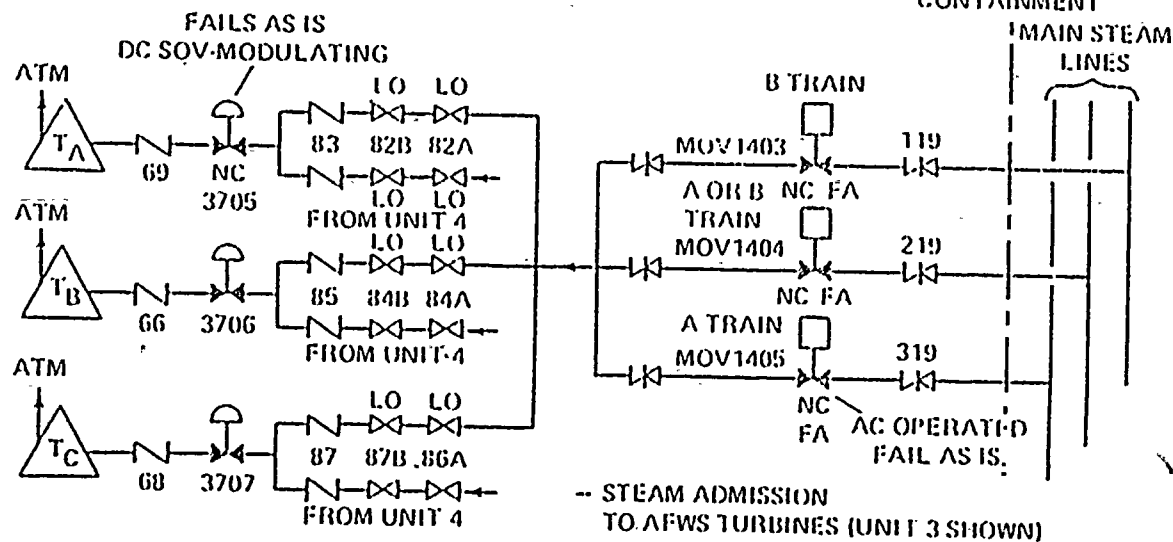 CONTAINMENT
FAILS AS IS
DC SOV-MODULATING
MAIN STEAM
LINES
ATM
LO LO
B TRAIN
T_A
69
NC
3705
83 82B 82A
LO LO
FROM UNIT 4
MOV1403
A OR B NC FA
119
TRAIN
MOV1404
NC FA
219
ATM
LO LO
T_B
66 3706
85 84B 84A
FROM UNIT 4
A TRAIN
MOV1405
319
NC
FA
AC OPERATED
FAIL AS IS
ATM
LO LO
T_C
68 3707
87 87B 86A
FROM UNIT 4
-- STEAM ADMISSION
TO AFWS TURBINES (UNIT 3 SHOWN)